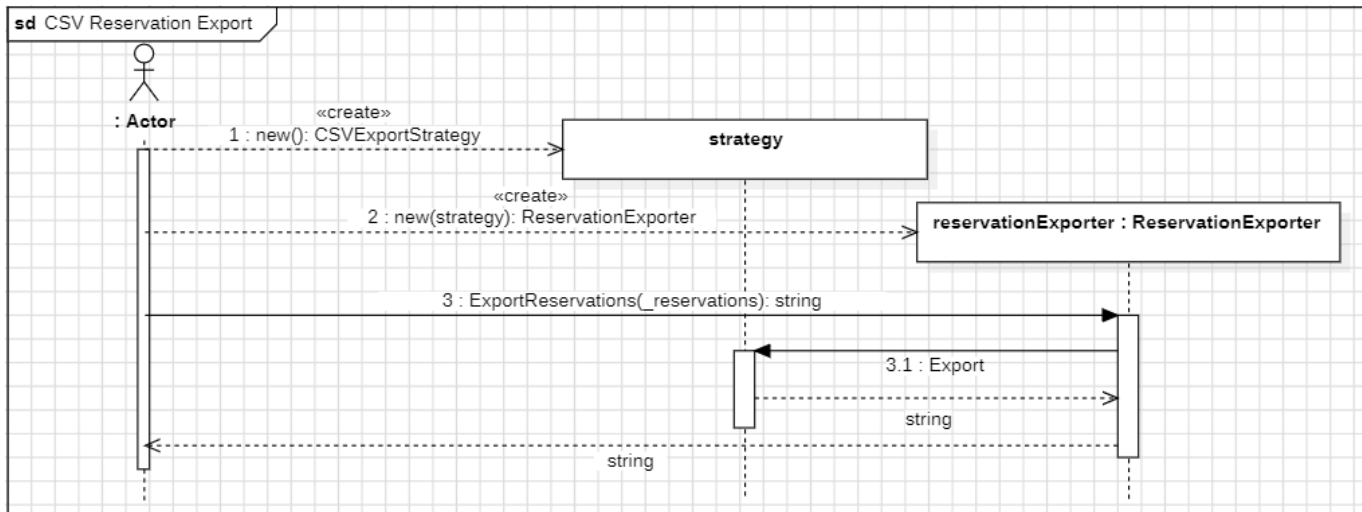 sd CSV Reservation Export
: Actor
«create»
1 : new(): CSVExportStrategy
strategy
«create»
2 : new(strategy): ReservationExporter
reservationExporter : ReservationExporter
3 : ExportReservations(_reservations): string
3.1 : Export
string
string